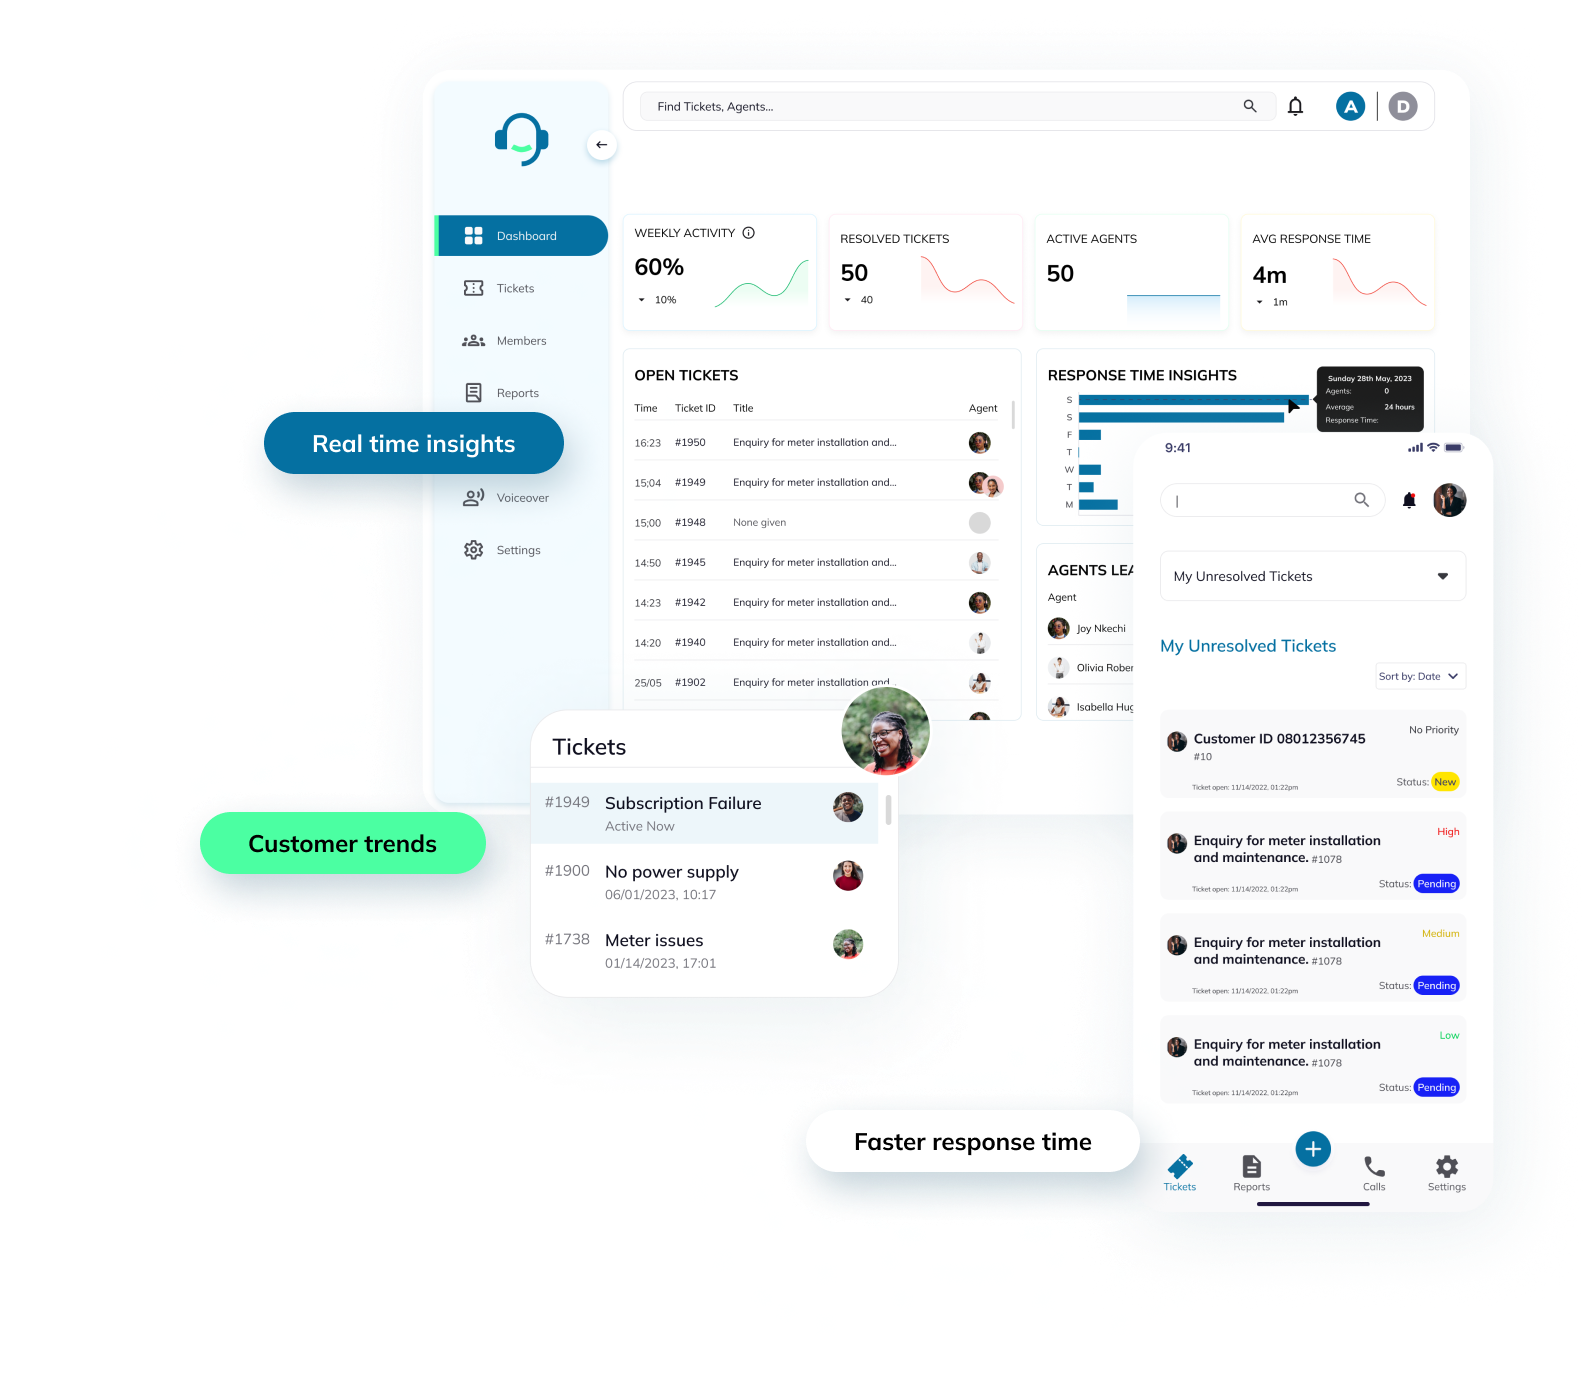 Find Tickets, Agents...
A
D
Dashboard
Tickets
Members
Reports
Real time insights
Voiceover
Settings
WEEKLY ACTIVITY
60%
10%
RESOLVED TICKETS
50
40
ACTIVE AGENTS
50
AVG RESPONSE TIME
4m
1m
OPEN TICKETS
Time Ticket ID Title Agent
16:23 #1950 Enquiry for meter installation and...
15;04 #1949 Enquiry for meter installation and...
15;00 #1948 None given
14:50 #1945 Enquiry for meter installation and...
14:23 #1942 Enquiry for meter installation and...
14:20 #1940 Enquiry for meter installation and...
25/05 #1902 Enquiry for meter installation and
RESPONSE TIME INSIGHTS
S
S
F
T
W
T
M
Sunday 28th May, 2023
Agents: 0
Average 24 hours
Response Time:
AGENTS LEA
Agent
Joy Nkechi
Olivia Rober
Isabella Hug
Tickets
#1949 Subscription Failure
Active Now
#1900 No power supply
06/01/2023, 10:17
#1738 Meter issues
01/14/2023, 17:01
Customer trends
Faster response time
9:41
My Unresolved Tickets
My Unresolved Tickets
Sort by: Date
No Priority
Customer ID 08012356745
#10
Ticket open: 11/14/2022, 01:22pm
Status: New
High
Enquiry for meter installation
and maintenance. #1078
Ticket open: 11/14/2022, 01:22pm
Status: Pending
Medium
Enquiry for meter installation
and maintenance. #1078
Ticket open: 11/14/2022, 01:22pm
Status: Pending
Low
Enquiry for meter installation
and maintenance. #1078
Ticket open: 11/14/2022, 01:22pm
Status: Pending
Tickets
Reports
Calls
Settings